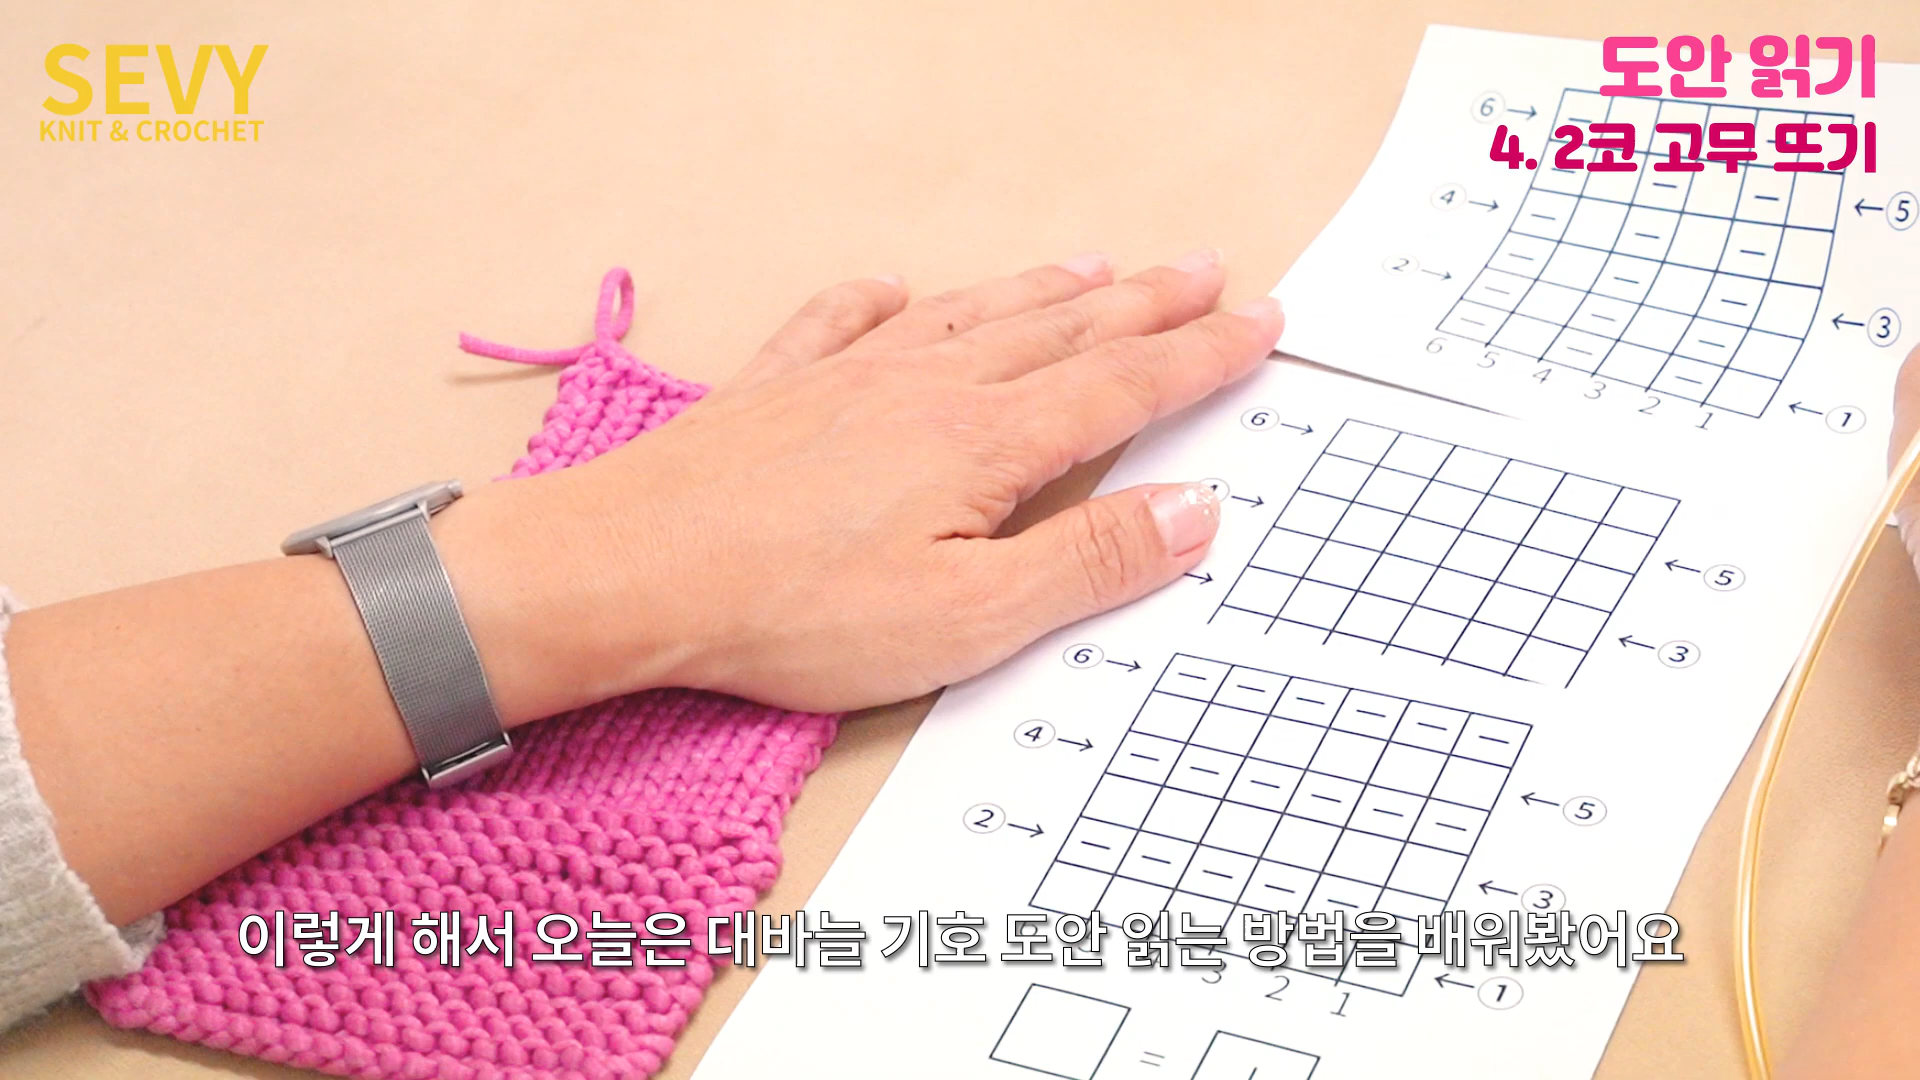 SEVY
KNIT & CROCHET
도안 읽기
4. 2코 고무 뜨기
6 →
4 →
← 5
2 →
← 3
6 5 4 3 2 1
← 1
6 →
← 5
← 3
6 →
4 →
← 5
2 →
← 3
이렇게 해서 오늘은 대바늘 기호 도안 읽는 방법을 배워봤어요
3 2 1
← 1
=